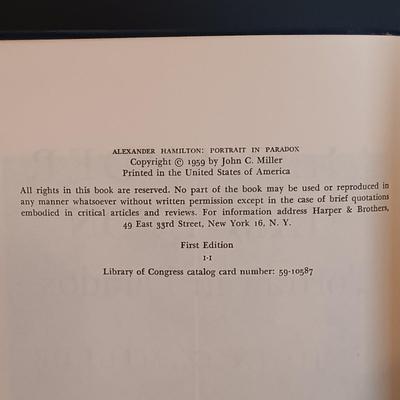 ALEXANDER HAMILTON: PORTRAIT IN PARADOX
Copyright © 1959 by John C. Miller
Printed in the United States of America
All rights in this book are reserved. No part of the book may be used or reproduced in
any manner whatsoever without written permission except in the case of brief quotations
embodied in critical articles and reviews. For information address Harper & Brothers,
49 East 33rd Street, New York 16, N. Y.
First Edition
I-I
Library of Congress catalog card number: 59-10587